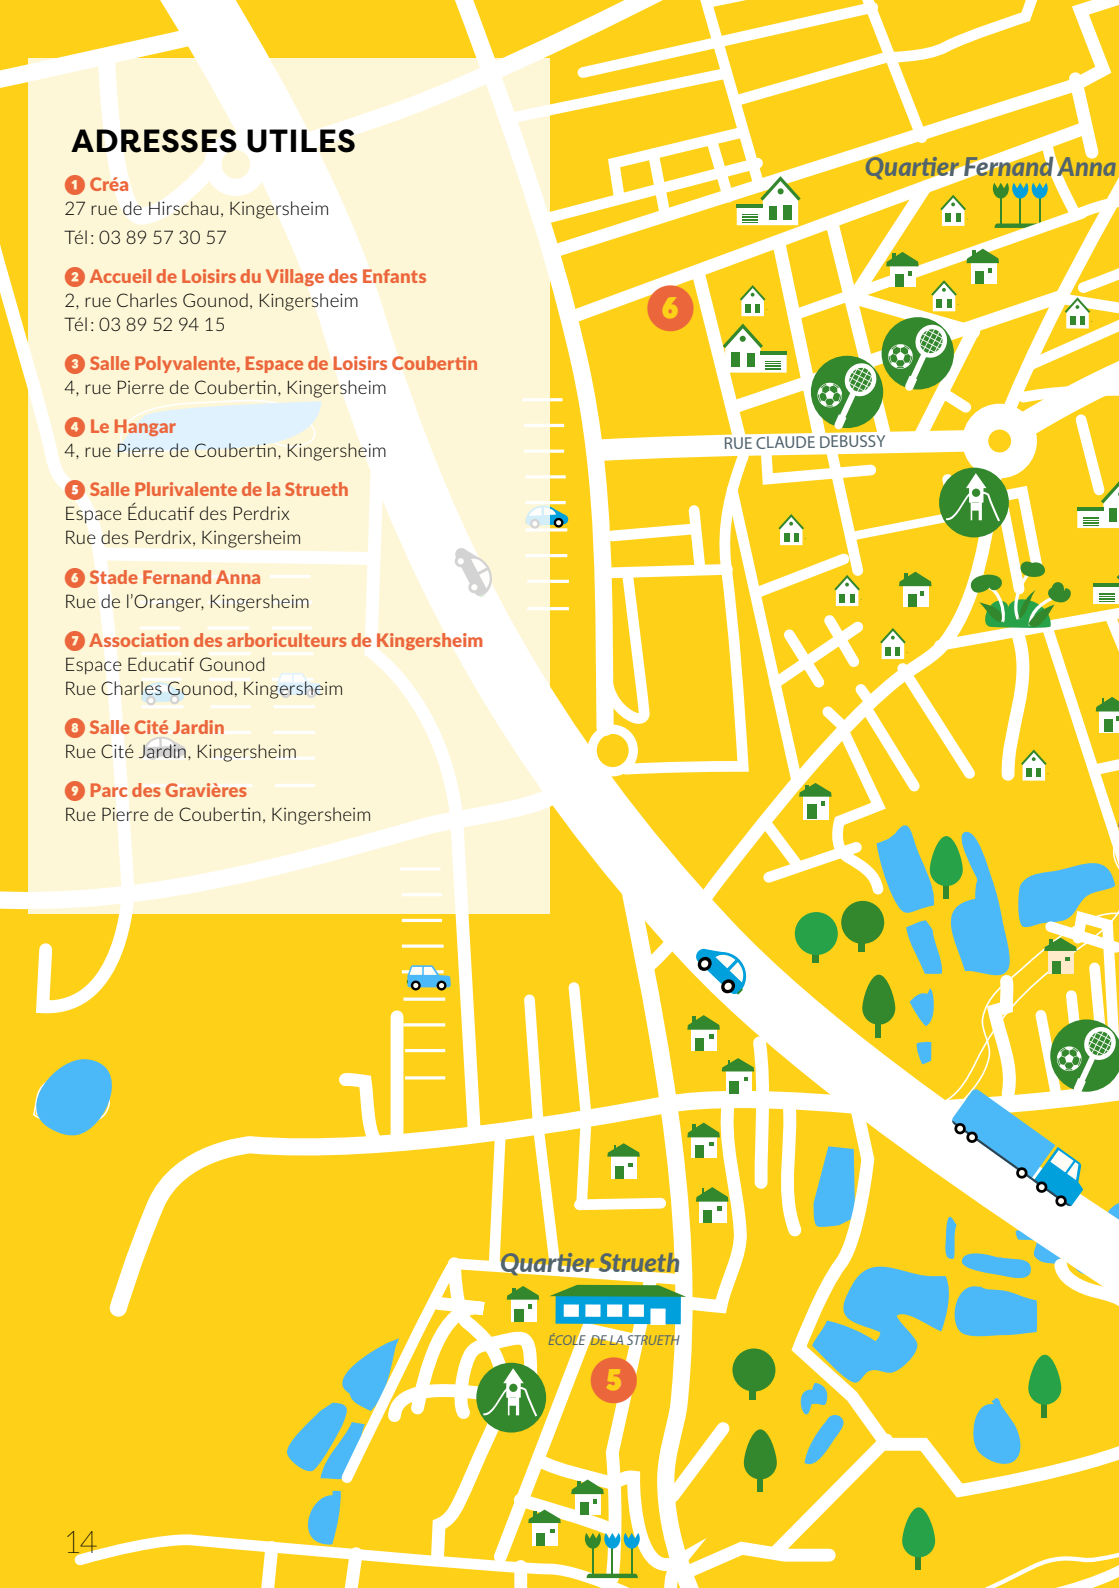 ADRESSES UTILES
1 Créa
27 rue de Hirschau, Kingersheim
Tél : 03 89 57 30 57
2 Accueil de Loisirs du Village des Enfants
2, rue Charles Gounod, Kingersheim
Tél : 03 89 52 94 15
3 Salle Polyvalente, Espace de Loisirs Coubertin
4, rue Pierre de Coubertin, Kingersheim
4 Le Hangar
4, rue Pierre de Coubertin, Kingersheim
5 Salle Plurivalente de la Strueth
Espace Éducatif des Perdrix
Rue des Perdrix, Kingersheim
6 Stade Fernand Anna
Rue de l'Oranger, Kingersheim
7 Association des arboriculteurs de Kingersheim
Espace Educatif Gounod
Rue Charles Gounod, Kingersheim
8 Salle Cité Jardin
Rue Cité Jardin, Kingersheim
9 Parc des Gravières
Rue Pierre de Coubertin, Kingersheim
Quartier Fernand Anna
6
RUE CLAUDE DEBUSSY
Quartier Strueth
ÉCOLE DE LA STRUETH
5
14